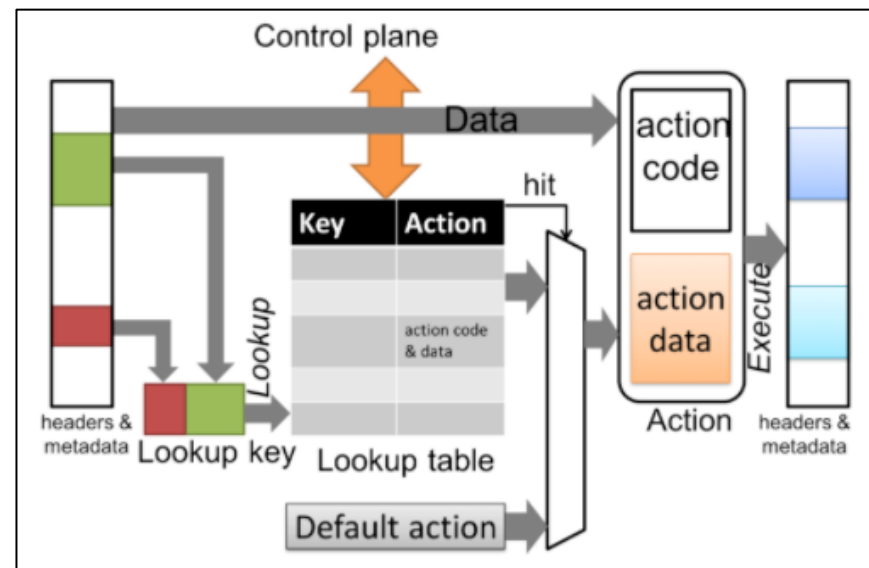 Control plane
Data
action
code
hit
Key Action
action code
& data
Lookup
action
data
Execute
headers &
metadata
Lookup key
Lookup table
Action
headers &
metadata
Default action